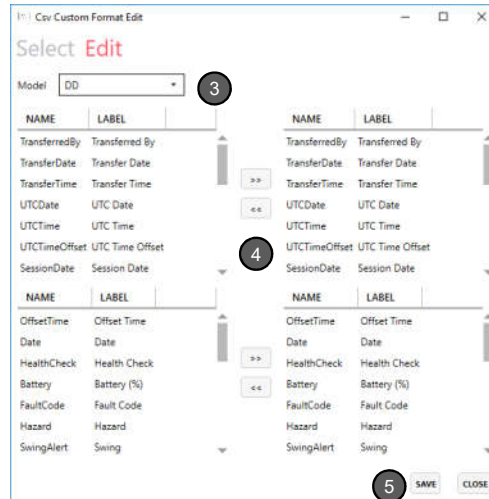 Csv Custom Format Edit
Select Edit
Model DD 3
NAME LABEL NAME LABEL
TransferredBy Transferred By TransferredBy Transferred By
TransferDate Transfer Date TransferDate Transfer Date
TransferTime Transfer Time >> TransferTime Transfer Time
UTCDate UTC Date << UTCDate UTC Date
UTCTime UTC Time UTCTime UTC Time
UTCTimeOffset UTC Time Offset 4 UTCTimeOffset UTC Time Offset
SessionDate Session Date SessionDate Session Date
NAME LABEL NAME LABEL
OffsetTime Offset Time OffsetTime Offset Time
Date Date Date Date
HealthCheck Health Check >> HealthCheck Health Check
Battery Battery (%) << Battery Battery (%)
FaultCode Fault Code FaultCode Fault Code
Hazard Hazard Hazard Hazard
SwingAlert Swing SwingAlert Swing
5 SAVE CLOSE